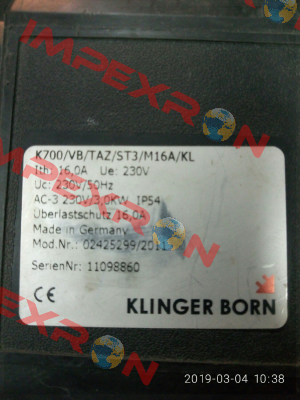 IMPEXRON
K700/VB/TAZ/ST3/M16A/KL
Ith: 16,0A Ue: 230V
Uc: 230V/50Hz
AC-3 230V/3,0KW IP54
Überlastschutz 16,0A
Made in Germany
Mod.Nr.: 02425299/2011
SerienNr: 11098860
CE
KLINGER BORN
IMPEXRON
2019-03-04 10:38